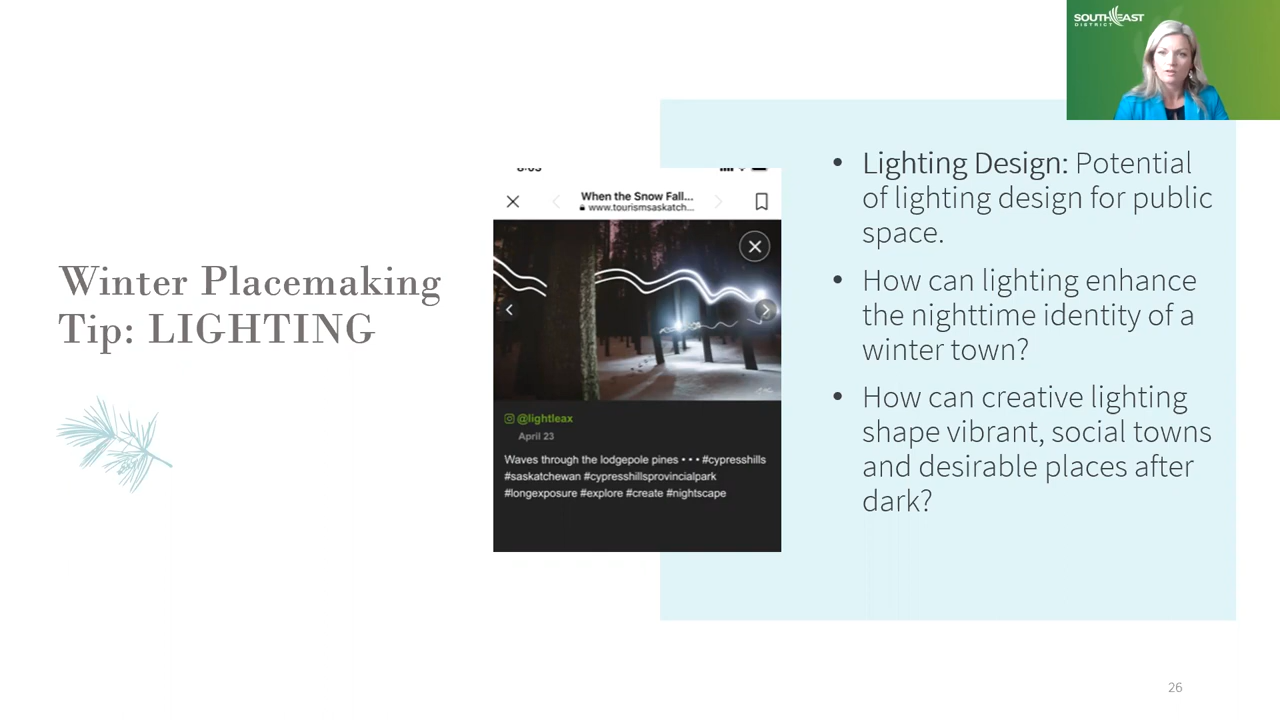 SOUTHEAST
DISTRICT
Winter Placemaking
Tip: LIGHTING
When the Snow Fall...
www.tourismsaskatch...
@lightleax
April 23
Waves through the lodgepole pines • • • #cypresshills
#saskatchewan #cypresshillsprovincialpark
#longexposure #explore #create #nightscape
• Lighting Design: Potential
of lighting design for public
space.
• How can lighting enhance
the nighttime identity of a
winter town?
• How can creative lighting
shape vibrant, social towns
and desirable places after
dark?
26